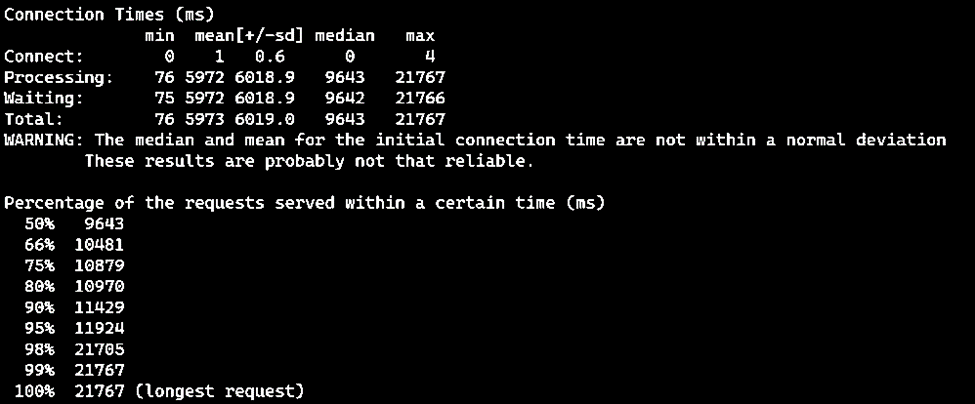 Connection Times (ms)
              min  mean[+/-sd] median   max
Connect:        0    1   0.6      0       4
Processing:    76 5972 6018.9   9643   21767
Waiting:       75 5972 6018.9   9642   21766
Total:         76 5973 6019.0   9643   21767
WARNING: The median and mean for the initial connection time are not within a normal deviation
        These results are probably not that reliable.
Percentage of the requests served within a certain time (ms)
  50%   9643
  66%  10481
  75%  10879
  80%  10970
  90%  11429
  95%  11924
  98%  21705
  99%  21767
 100%  21767 (longest request)